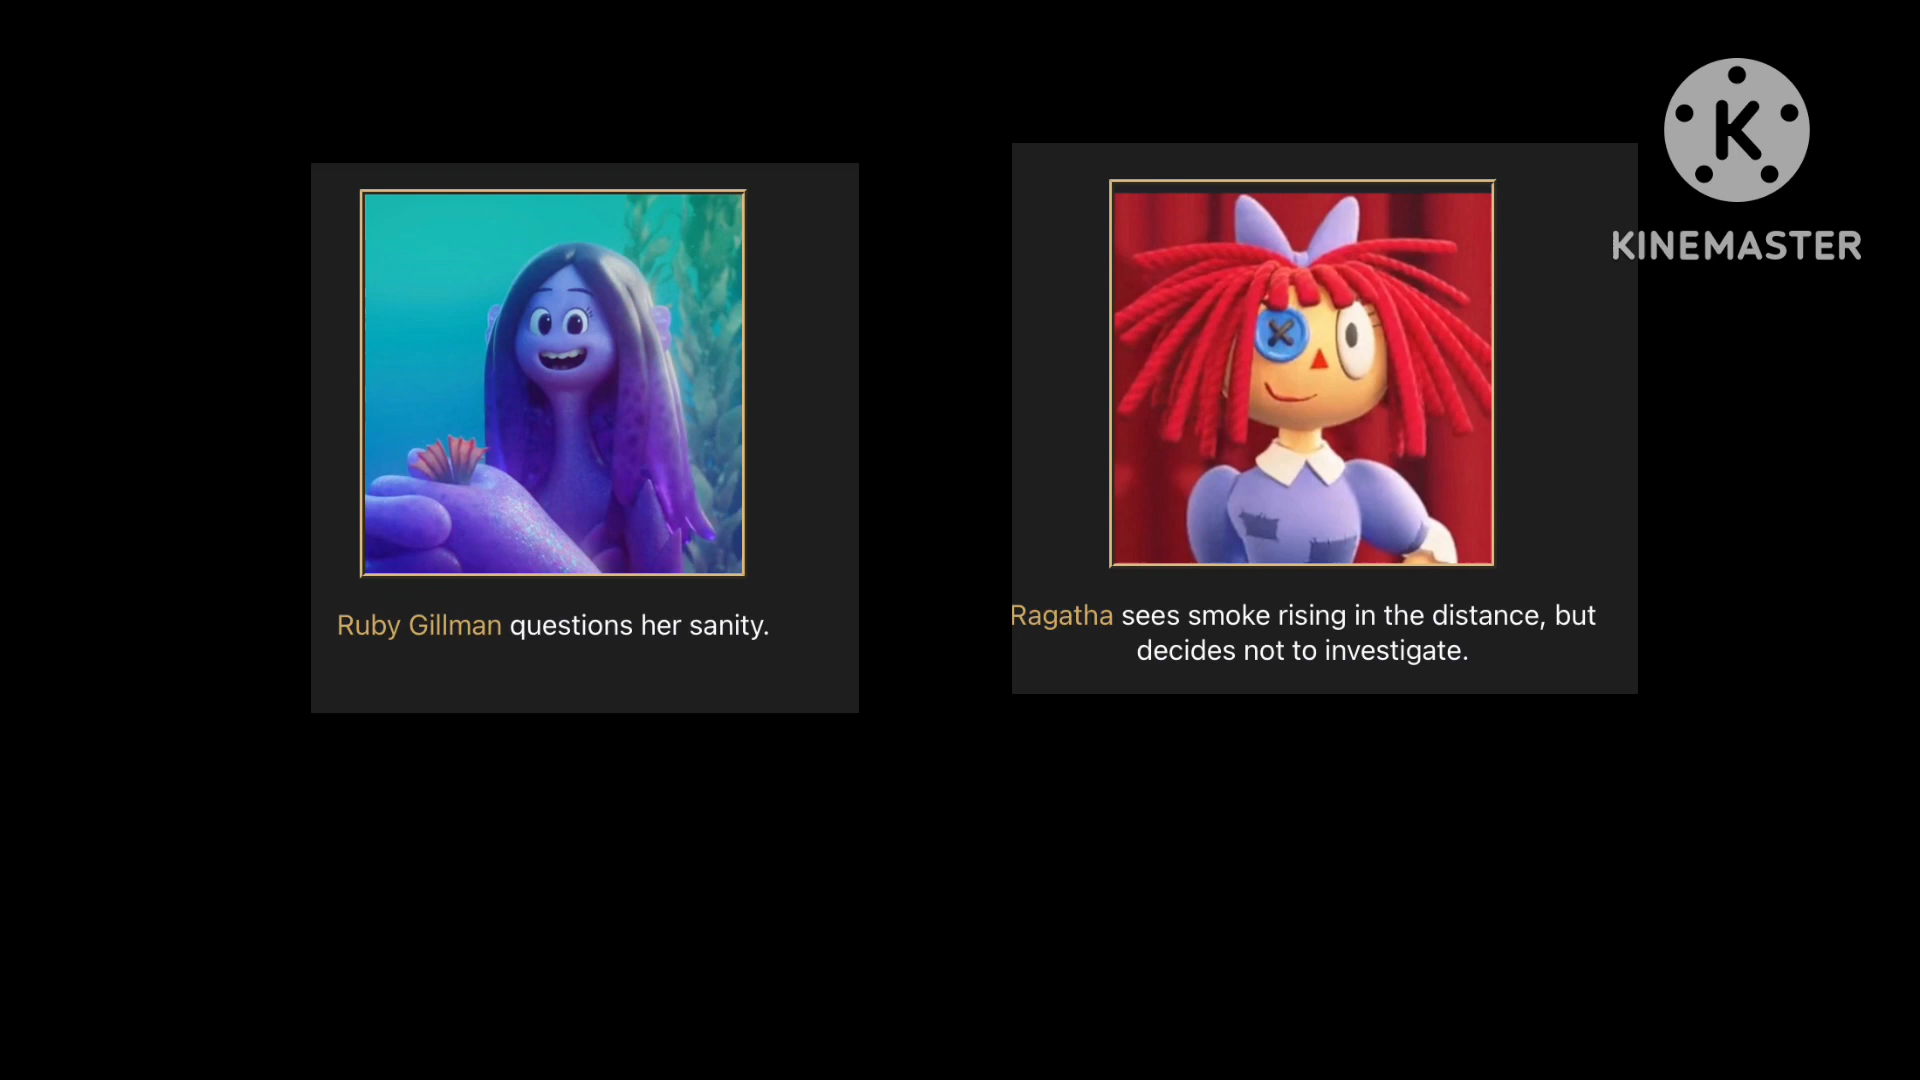 Ruby Gillman questions her sanity.
Ragatha sees smoke rising in the distance, but
decides not to investigate.
K
KINEMASTER